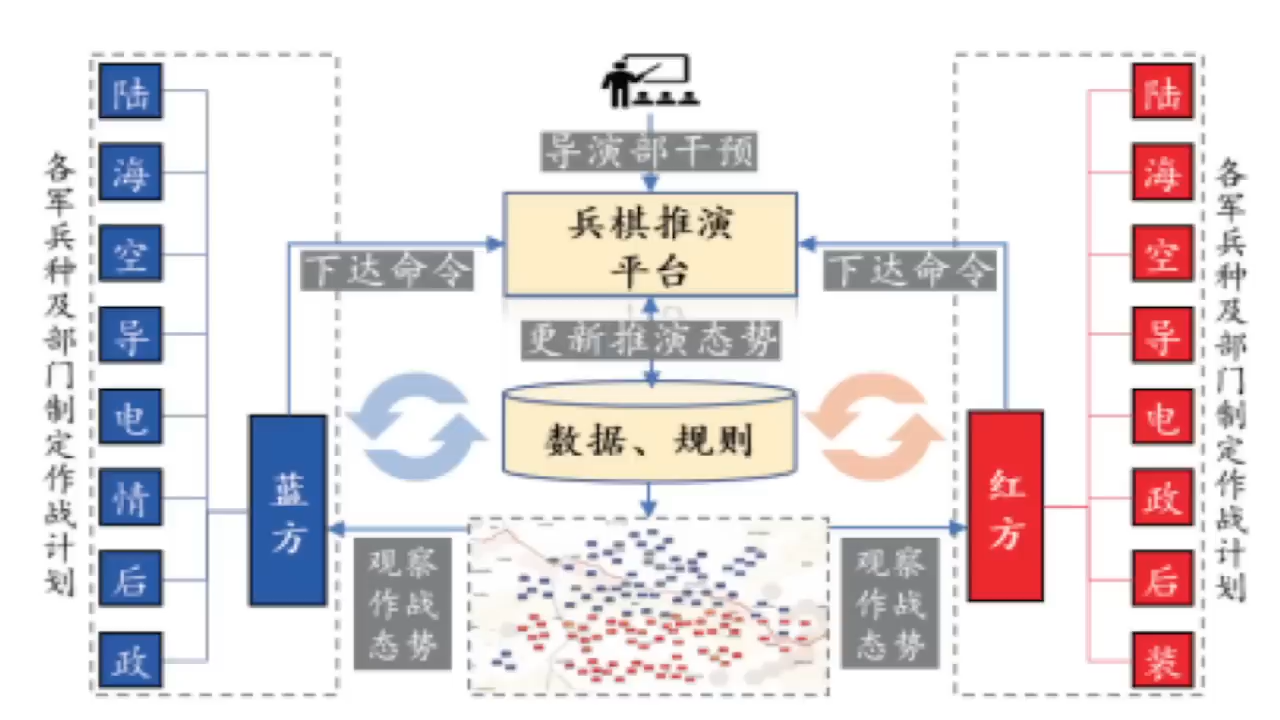 各军兵种及部门制定作战计划
陆
海
空
导
电
情
后
政
蓝方
导演部干预
兵棋推演
平台
下达命令
下达命令
更新推演态势
数据、规则
观察
作战
态势
观察
作战
态势
红方
陆
海
空
导
电
政
后
装
各军兵种及部门制定作战计划